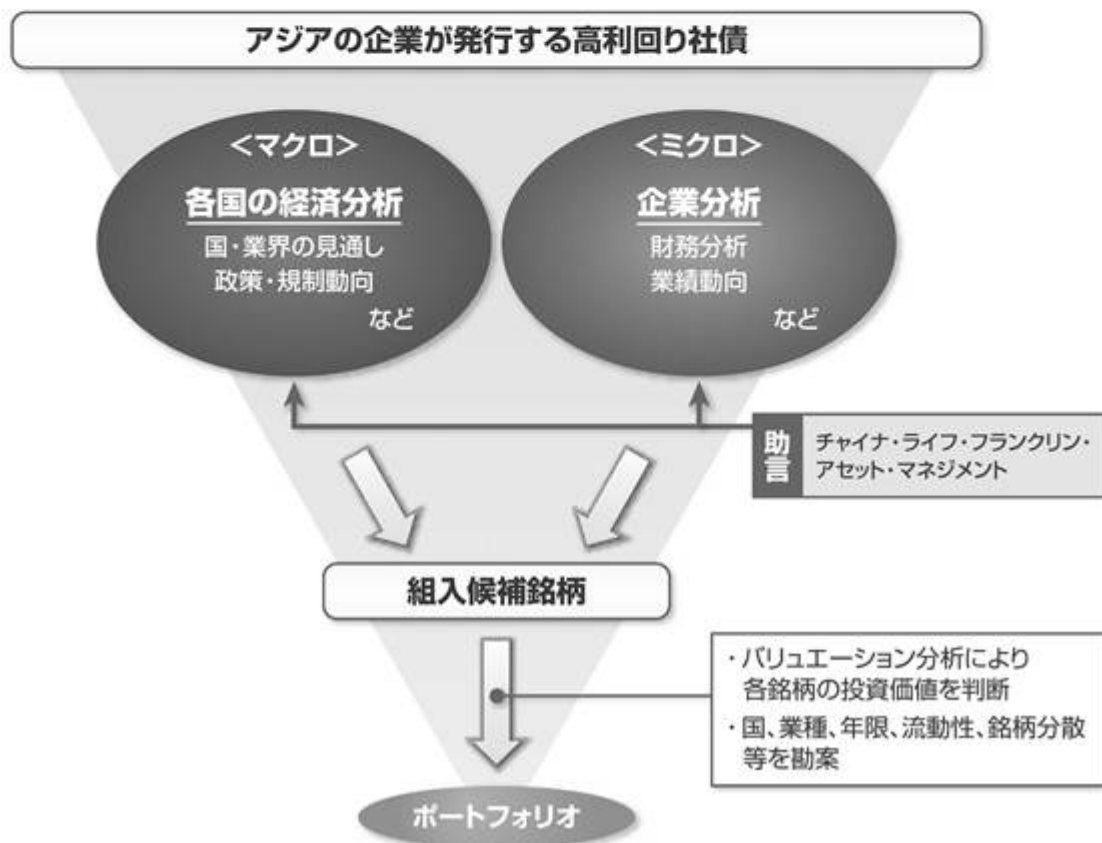 アジアの企業が発行する高利回り社債
<マクロ>
各国の経済分析
国・業界の見通し
政策・規制動向
など
<ミクロ>
企業分析
財務分析
業績動向
など
助言
チャイナ・ライフ・フランクリン・
アセット・マネジメント
組入候補銘柄
・バリュエーション分析により
各銘柄の投資価値を判断
・国、業種、年限、流動性、銘柄分散
等を勘案
ポートフォリオ